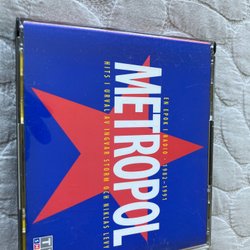 EN EPOK I RADIO · 1982-1991
METROPOL
HITS I URVAL AV INGVAR STORM OCH NIKLAS LEVY